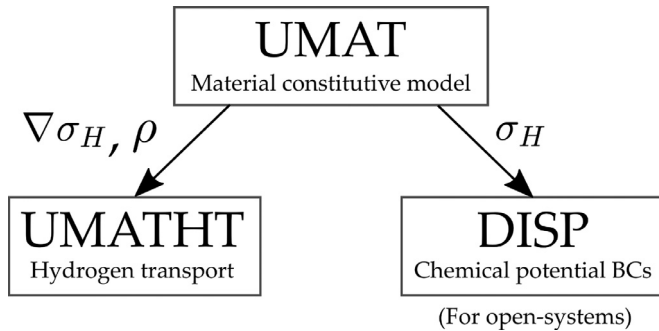 UMAT
Material constitutive model
∇σ_H, ρ
σ_H
UMATHT
Hydrogen transport
DISP
Chemical potential BCs
(For open-systems)